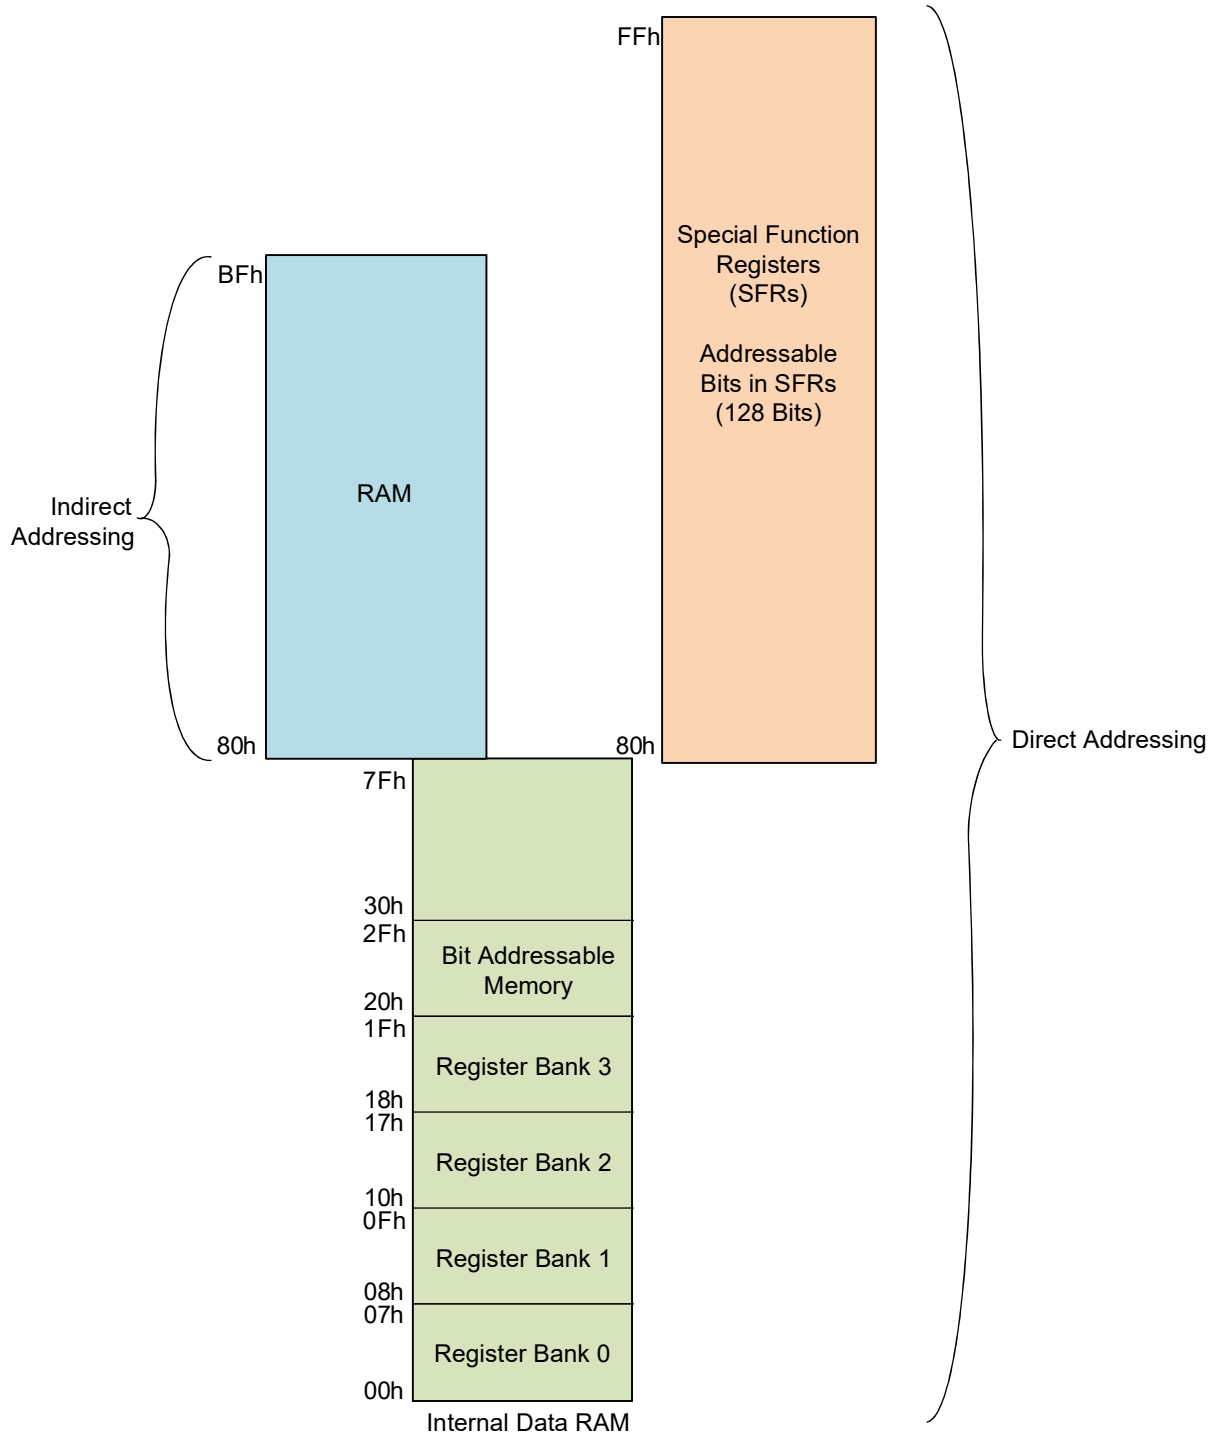 FFh
Special Function
Registers
(SFRs)
Addressable
Bits in SFRs
(128 Bits)
BFh
RAM
Indirect
Addressing
80h
80h
Direct Addressing
7Fh
30h
2Fh
Bit Addressable
Memory
20h
1Fh
Register Bank 3
18h
17h
Register Bank 2
10h
0Fh
Register Bank 1
08h
07h
Register Bank 0
00h
Internal Data RAM